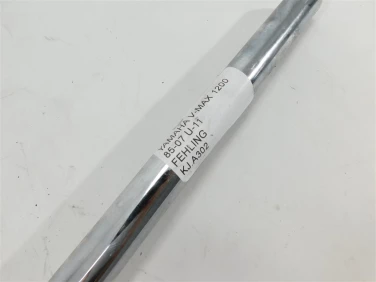 YAMAHA V-MAX 1200
85-07 U-11
FEHLING
KJ A302